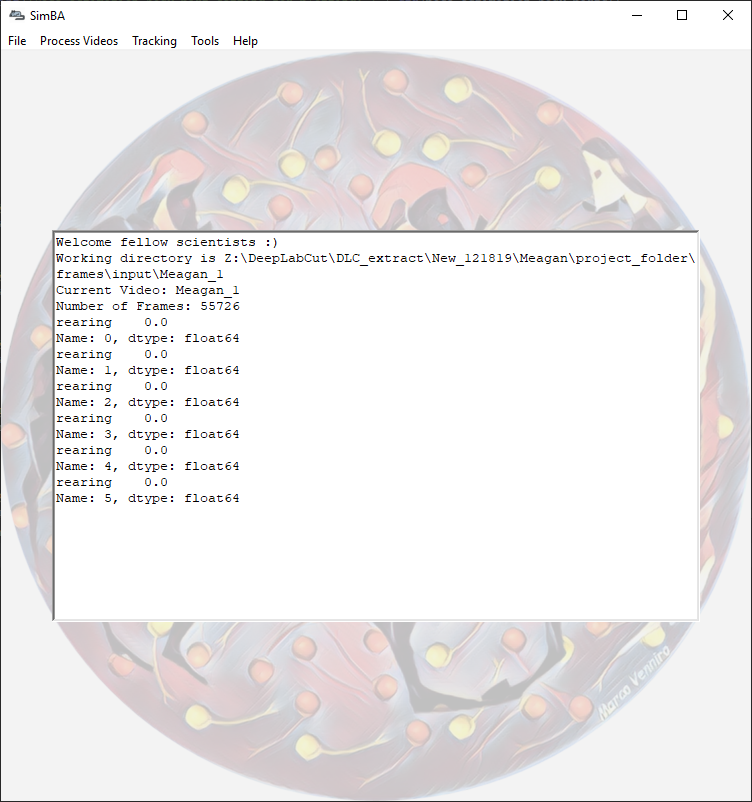 SimBA
File Process Videos Tracking Tools Help
Welcome fellow scientists :)
Working directory is Z:\DeepLabCut\DLC_extract\New_121819\Meagan\project_folder\
frames\input\Meagan_1
Current Video: Meagan_1
Number of Frames: 55726
rearing    0.0
Name: 0, dtype: float64
rearing    0.0
Name: 1, dtype: float64
rearing    0.0
Name: 2, dtype: float64
rearing    0.0
Name: 3, dtype: float64
rearing    0.0
Name: 4, dtype: float64
rearing    0.0
Name: 5, dtype: float64
Marco Venniro